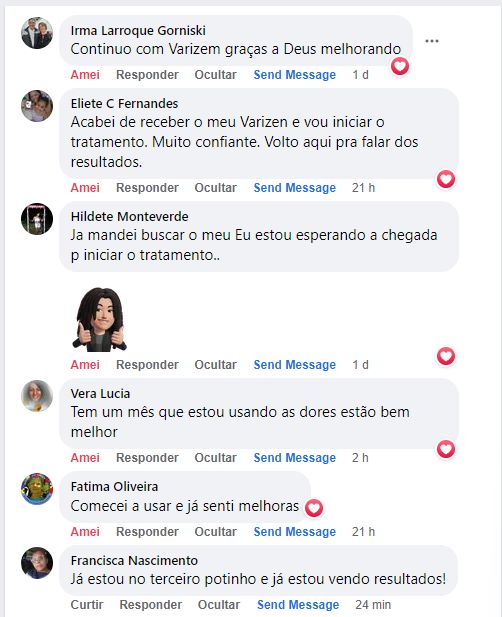 Irma Larroque Gorniski
Continuo com Varizem graças a Deus melhorando
Amei Responder Ocultar Send Message 1 d
Eliete C Fernandes
Acabei de receber o meu Varizen e vou iniciar o
tratamento. Muito confiante. Volto aqui pra falar dos
resultados.
Amei Responder Ocultar Send Message 21 h
Hildete Monteverde
Ja mandei buscar o meu Eu estou esperando a chegada
p iniciar o tratamento..
Amei Responder Ocultar Send Message 1 d
Vera Lucia
Tem um mês que estou usando as dores estão bem
melhor
Amei Responder Ocultar Send Message 2 h
Fatima Oliveira
Comecei a usar e já senti melhoras
Amei Responder Ocultar Send Message 21 h
Francisca Nascimento
Já estou no terceiro potinho e já estou vendo resultados!
Curtir Responder Ocultar Send Message 24 min